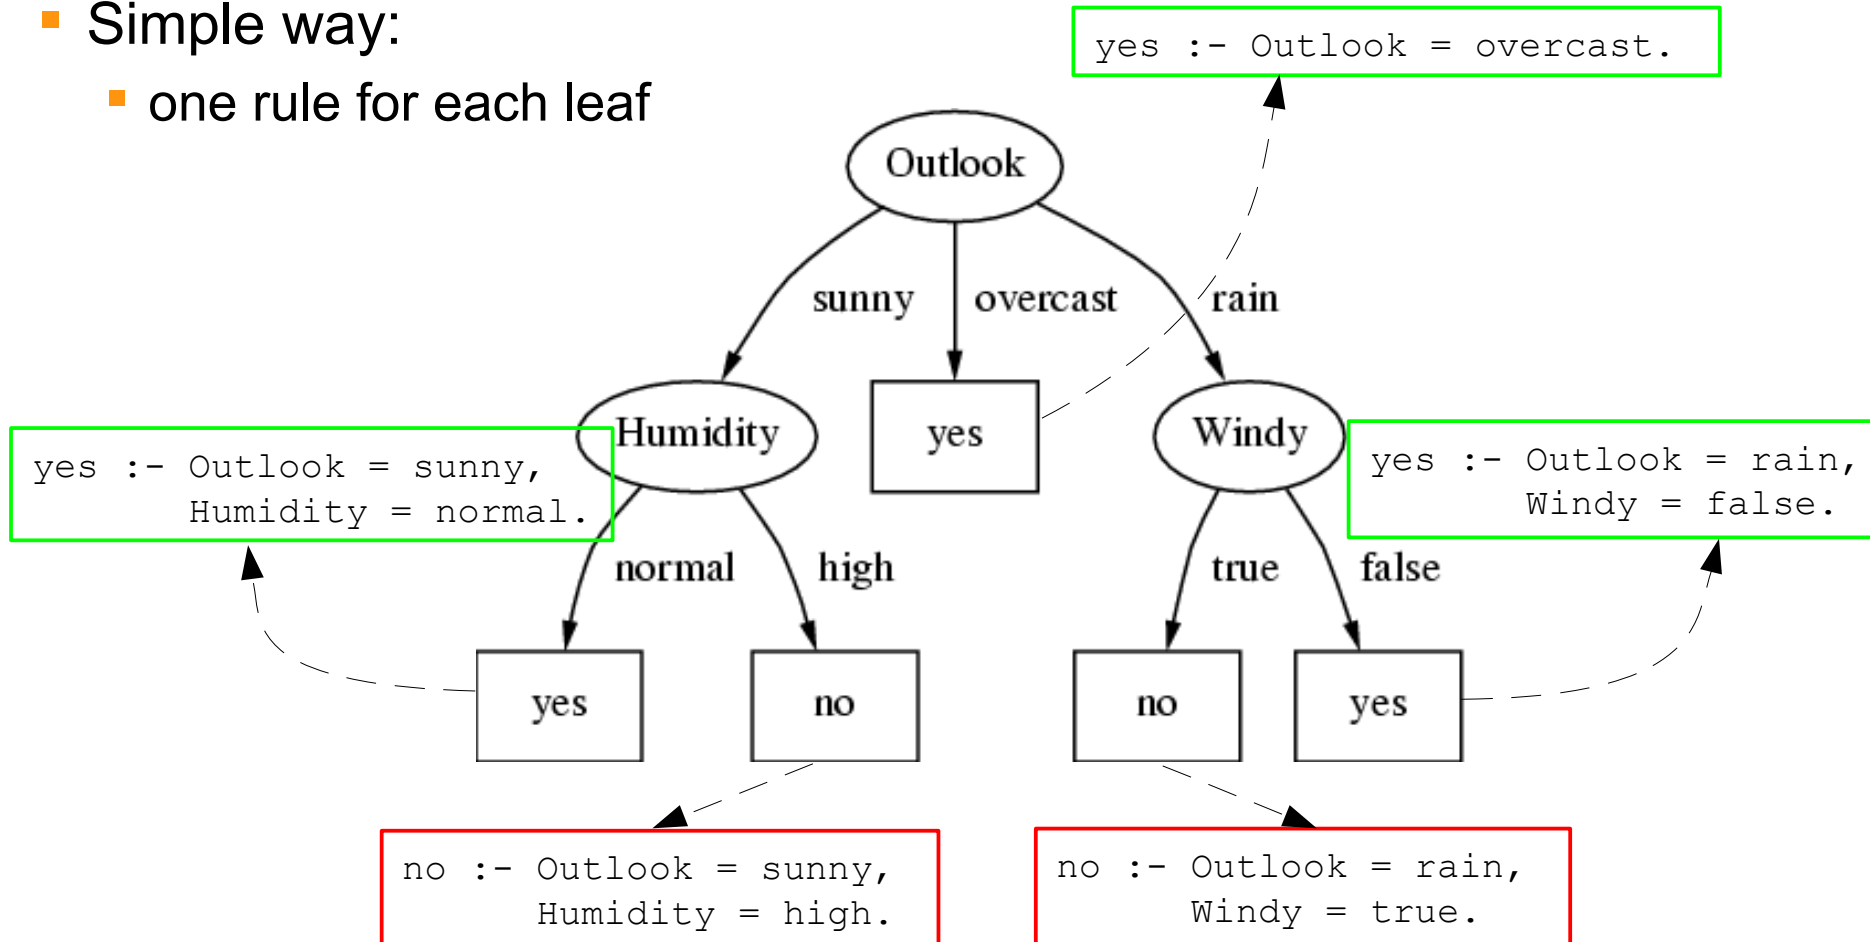 Simple way:
one rule for each leaf
yes :- Outlook = overcast.
Outlook
sunny
overcast
rain
Humidity
yes
Windy
yes :- Outlook = sunny,
Humidity = normal.
yes :- Outlook = rain,
Windy = false.
normal
high
true
false
yes
no
no
yes
no :- Outlook = sunny,
Humidity = high.
no :- Outlook = rain,
Windy = true.